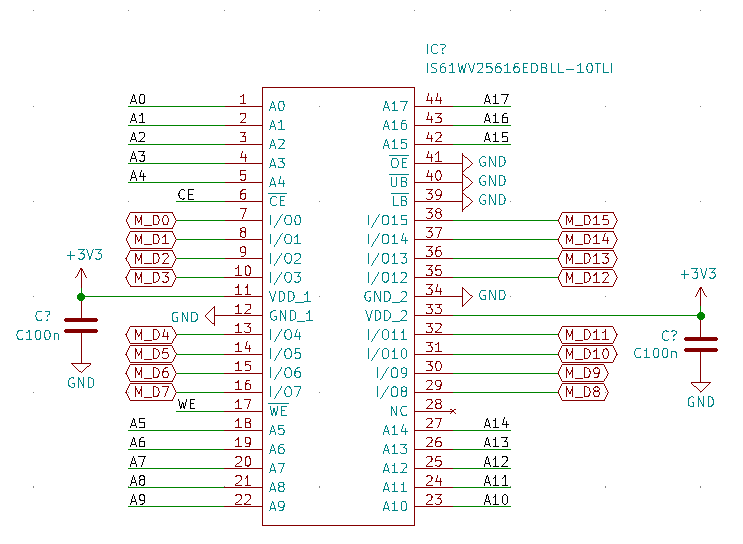 IC?
IS61WV25616EDBLL-10TLI
A0 1 A0 A17 44 A17
A1 2 A1 A16 43 A16
A2 3 A2 A15 42 A15
A3 4 A3 OE 41 GND
A4 5 A4 UB 40 GND
CE 6 CE LB 39 GND
M_D0 7 I/O0 I/O15 38 M_D15
M_D1 8 I/O1 I/O14 37 M_D14
M_D2 9 I/O2 I/O13 36 M_D13
M_D3 10 I/O3 I/O12 35 M_D12
+3V3
11 VDD_1 GND_2 34 GND
GND 12 GND_1 VDD_2 33
+3V3
C?
C100n
GND
M_D4 13 I/O4 I/O11 32 M_D11
M_D5 14 I/O5 I/O10 31 M_D10
M_D6 15 I/O6 I/O9 30 M_D9
M_D7 16 I/O7 I/O8 29 M_D8
C?
C100n
GND
WE 17 WE NC 28
A5 18 A5 A14 27 A14
A6 19 A6 A13 26 A13
A7 20 A7 A12 25 A12
A8 21 A8 A11 24 A11
A9 22 A9 A10 23 A10